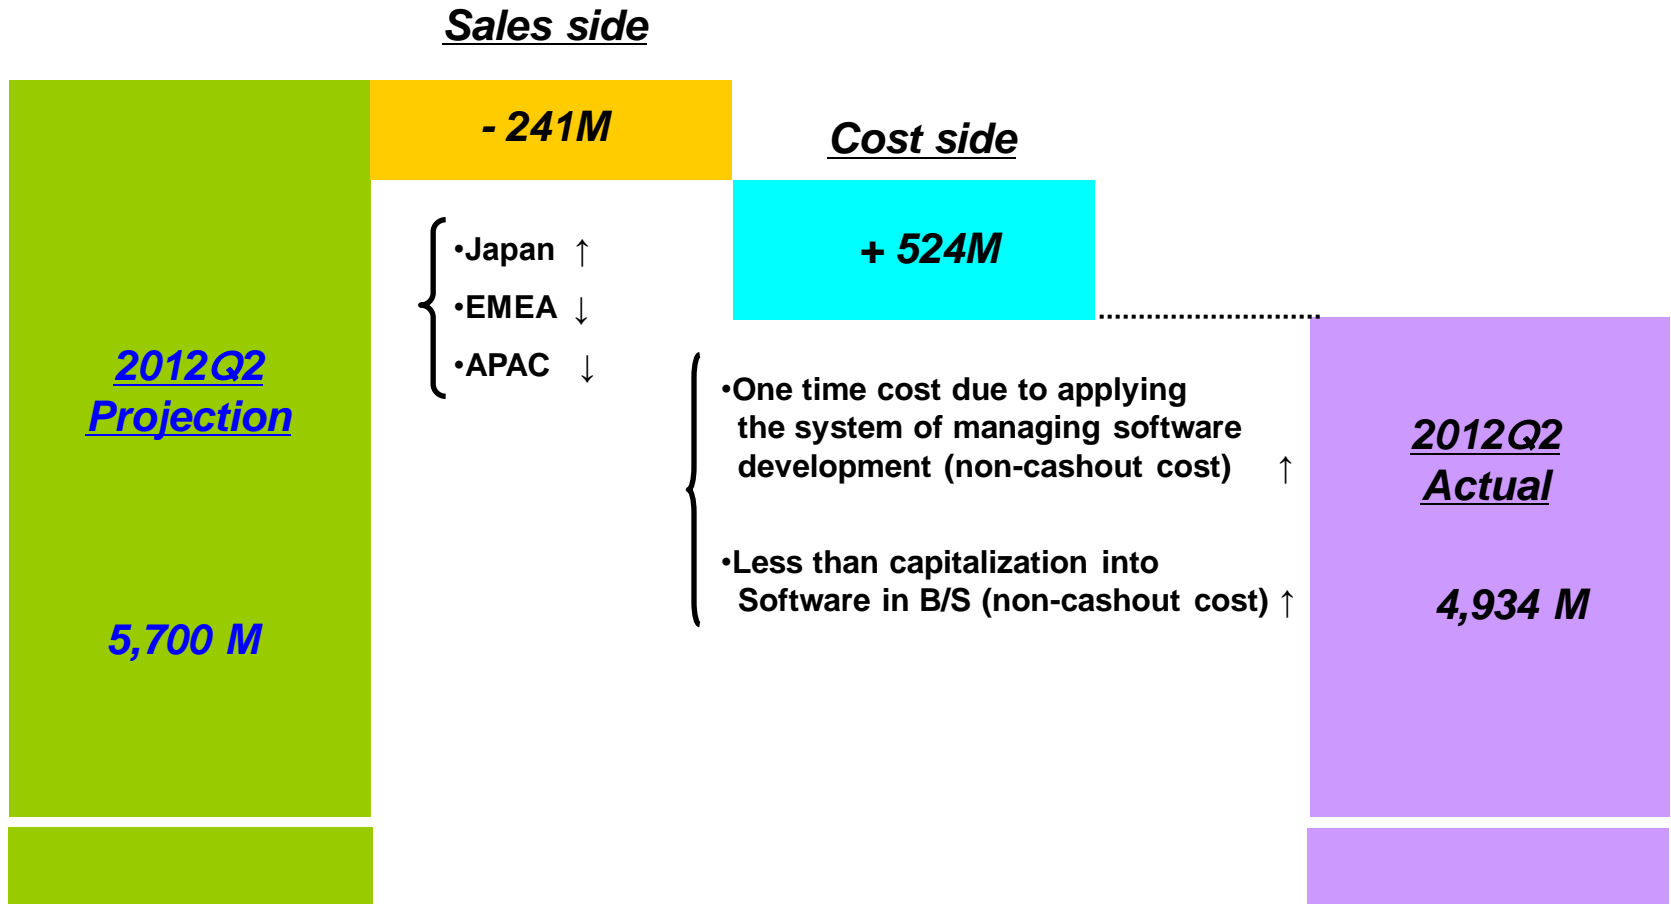 Sales side
- 241M
Cost side
+ 524M
•Japan ↑
•EMEA ↓
•APAC ↓
2012Q2
Projection
5,700 M
•One time cost due to applying
the system of managing software
development (non-cashout cost) ↑
•Less than capitalization into
Software in B/S (non-cashout cost) ↑
2012Q2
Actual
4,934 M